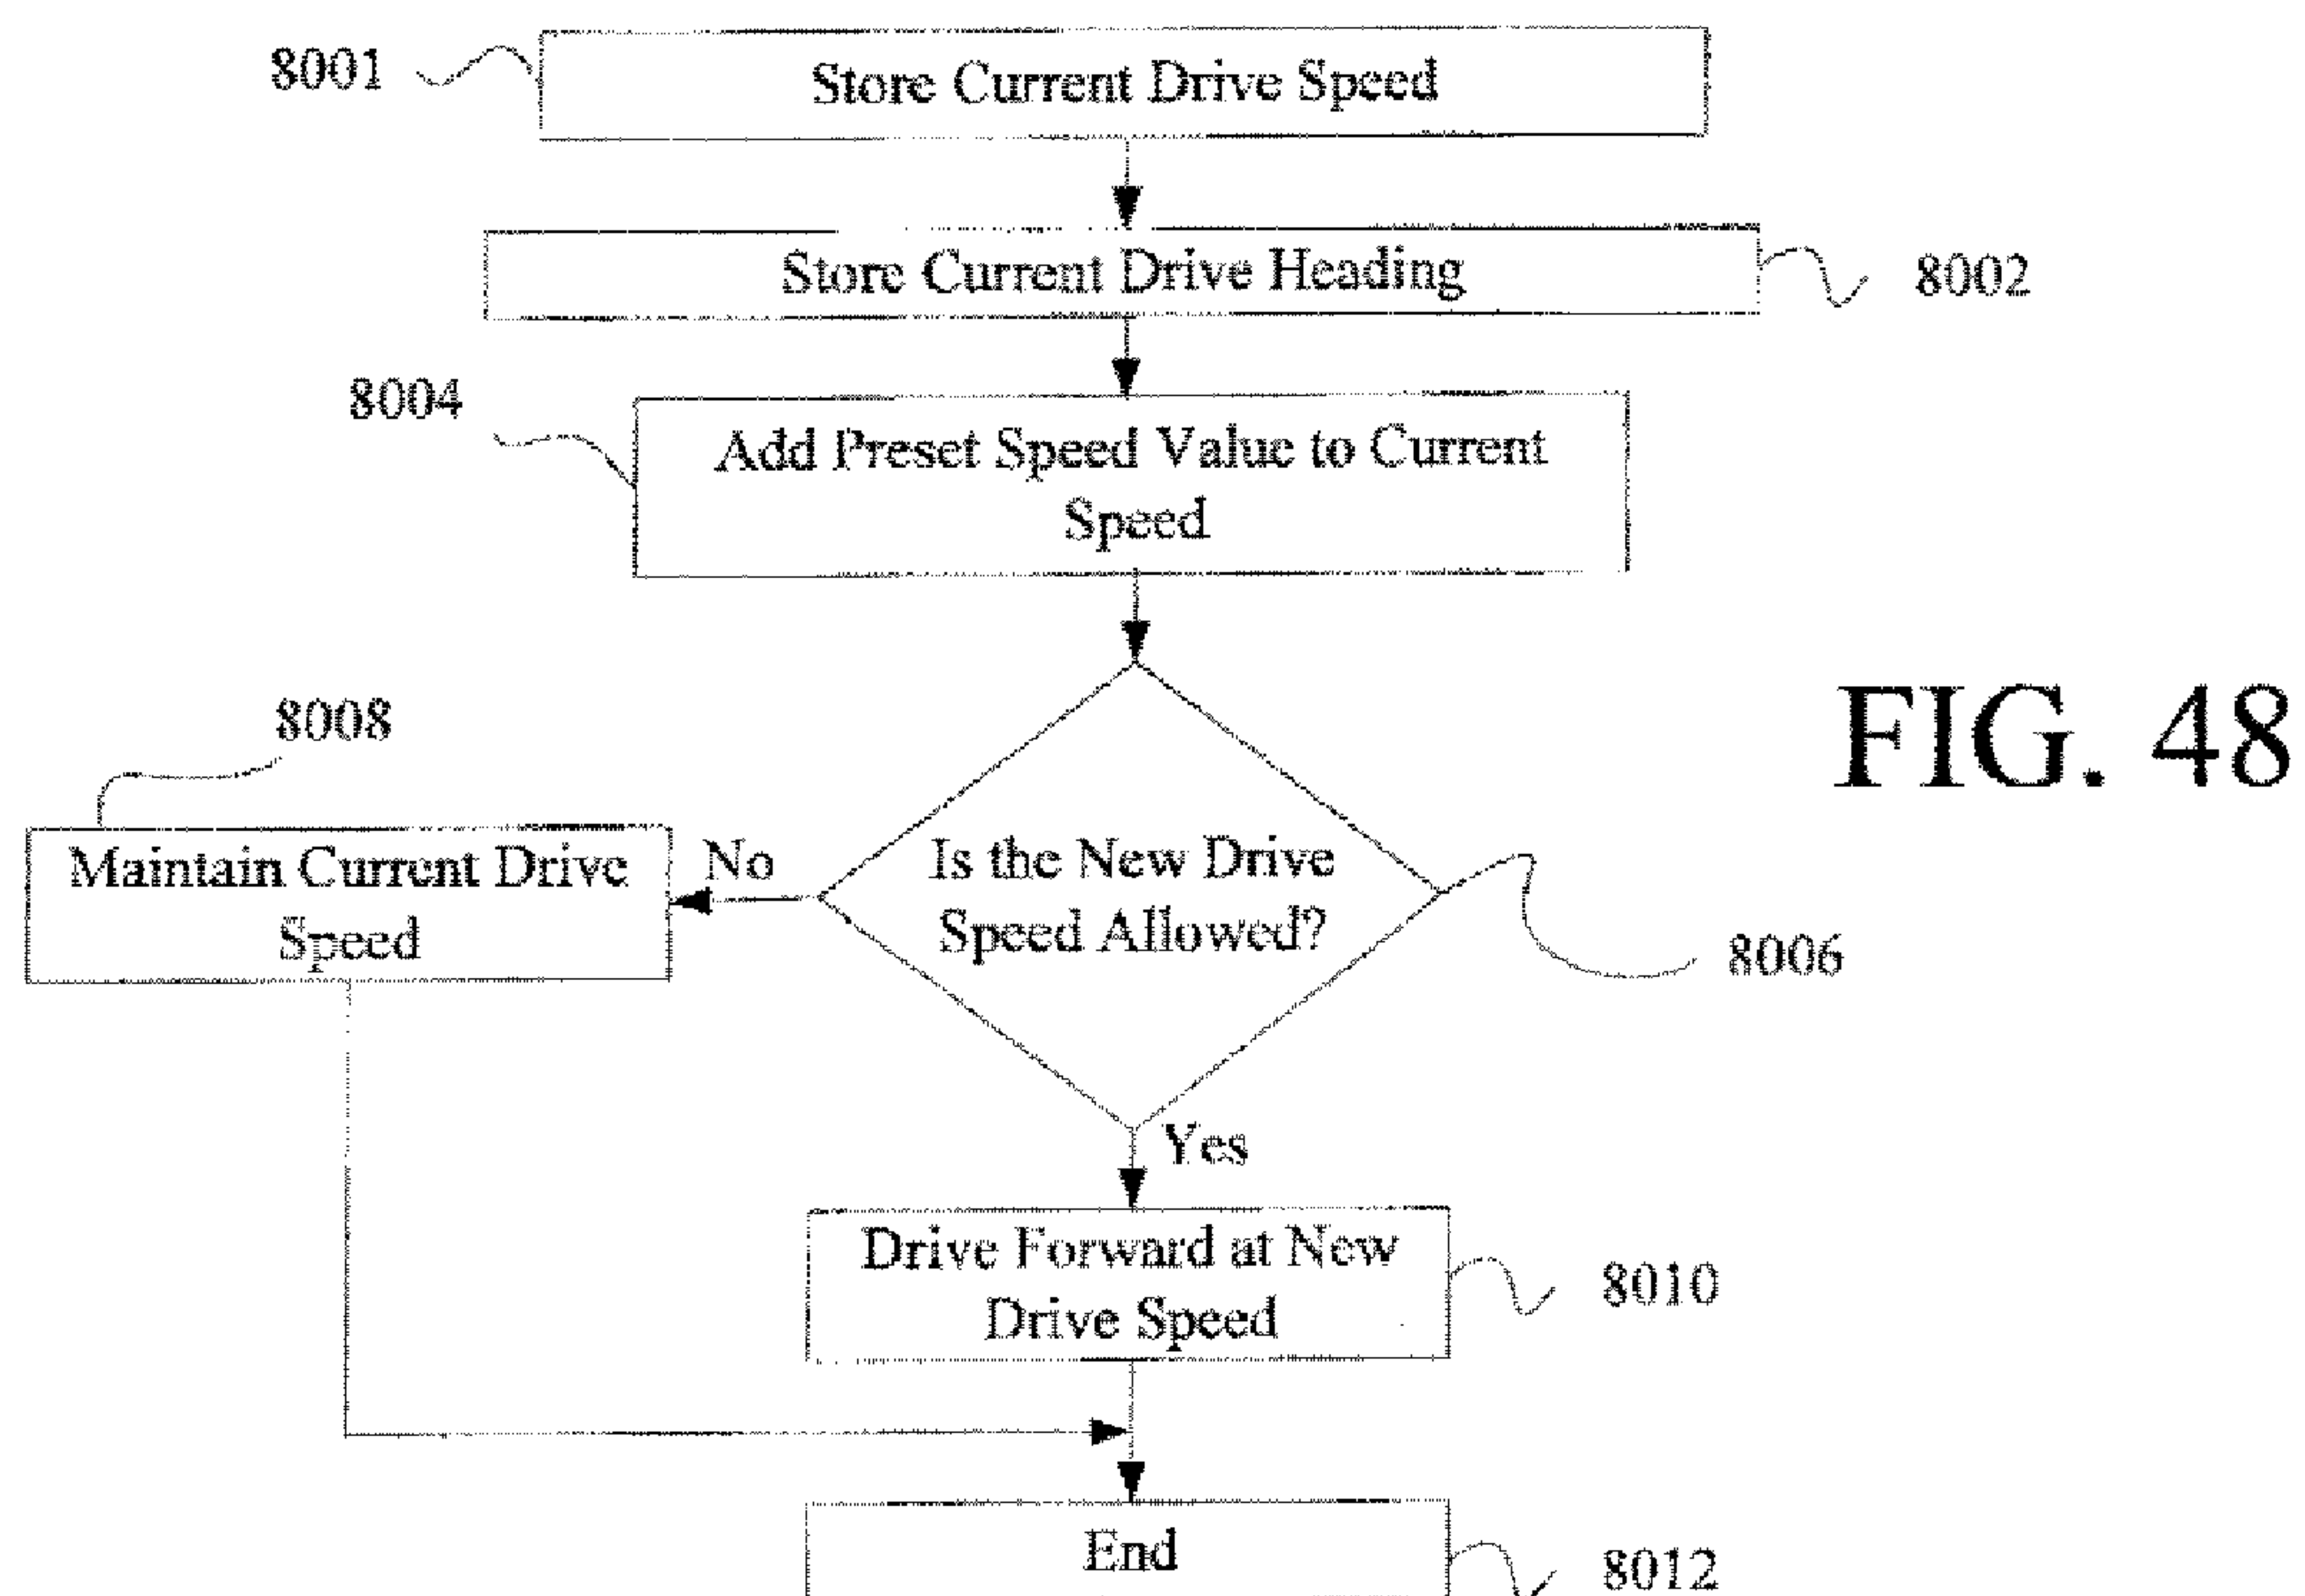 8001
Store Current Drive Speed
Store Current Drive Heading
8002
8004
Add Preset Speed Value to Current
Speed
FIG. 48
8008
Maintain Current Drive
Speed
No
Is the New Drive
Speed Allowed?
8006
Yes
Drive Forward at New
Drive Speed
8010
End
8012